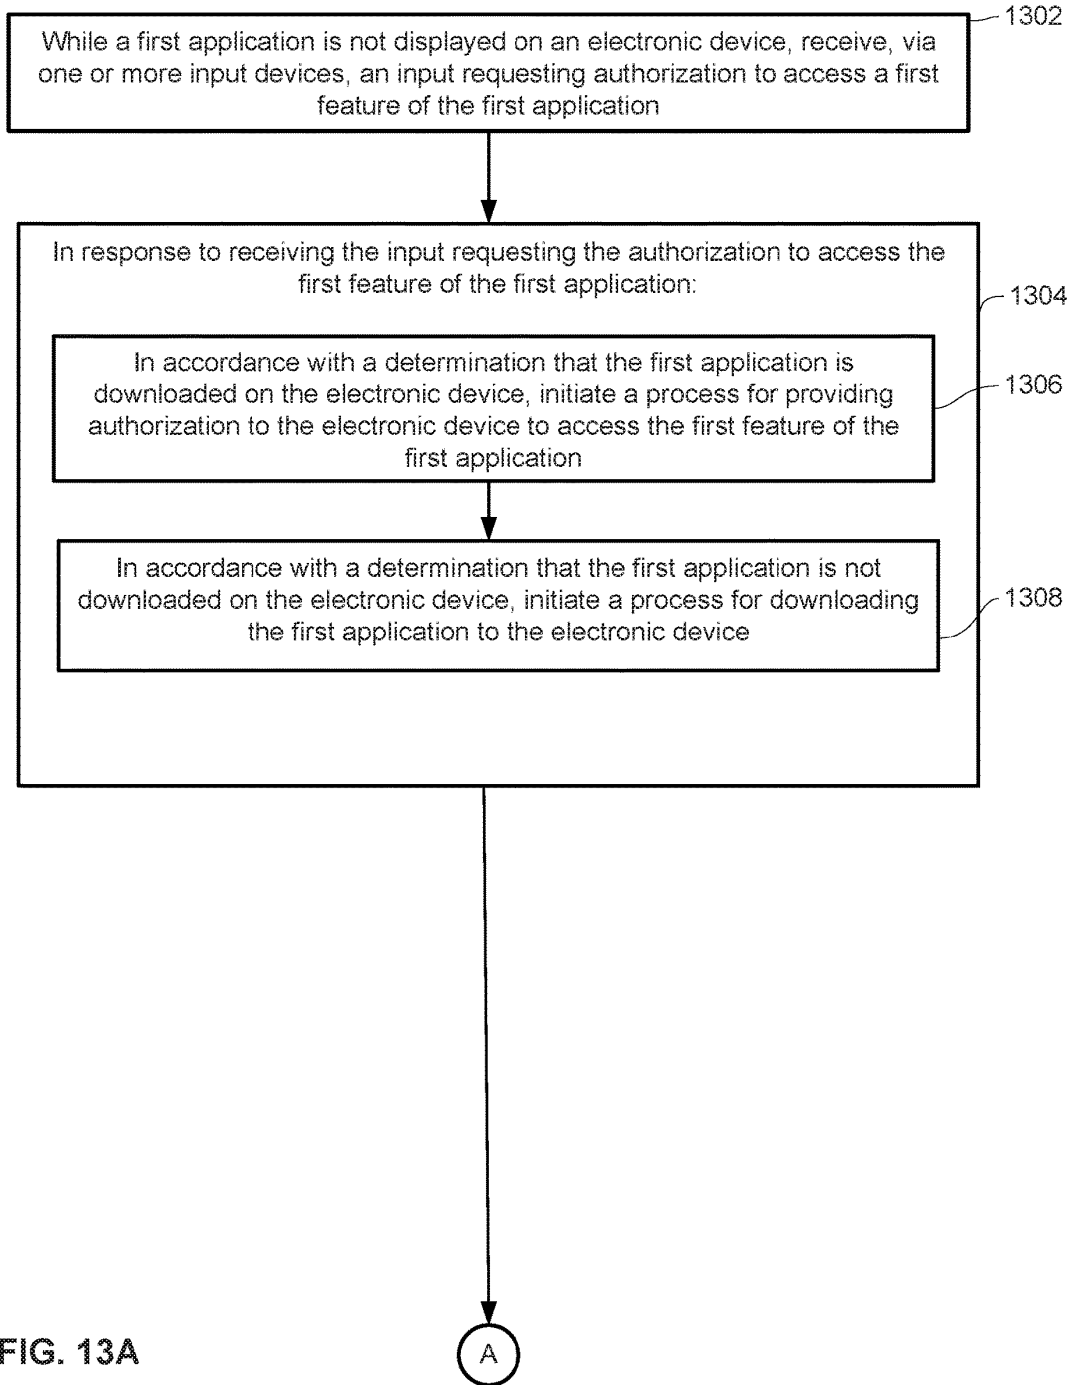 1302
While a first application is not displayed on an electronic device, receive, via
one or more input devices, an input requesting authorization to access a first
feature of the first application
In response to receiving the input requesting the authorization to access the
first feature of the first application:
1304
In accordance with a determination that the first application is
downloaded on the electronic device, initiate a process for providing
authorization to the electronic device to access the first feature of the
first application
1306
In accordance with a determination that the first application is not
downloaded on the electronic device, initiate a process for downloading
the first application to the electronic device
1308
FIG. 13A
A